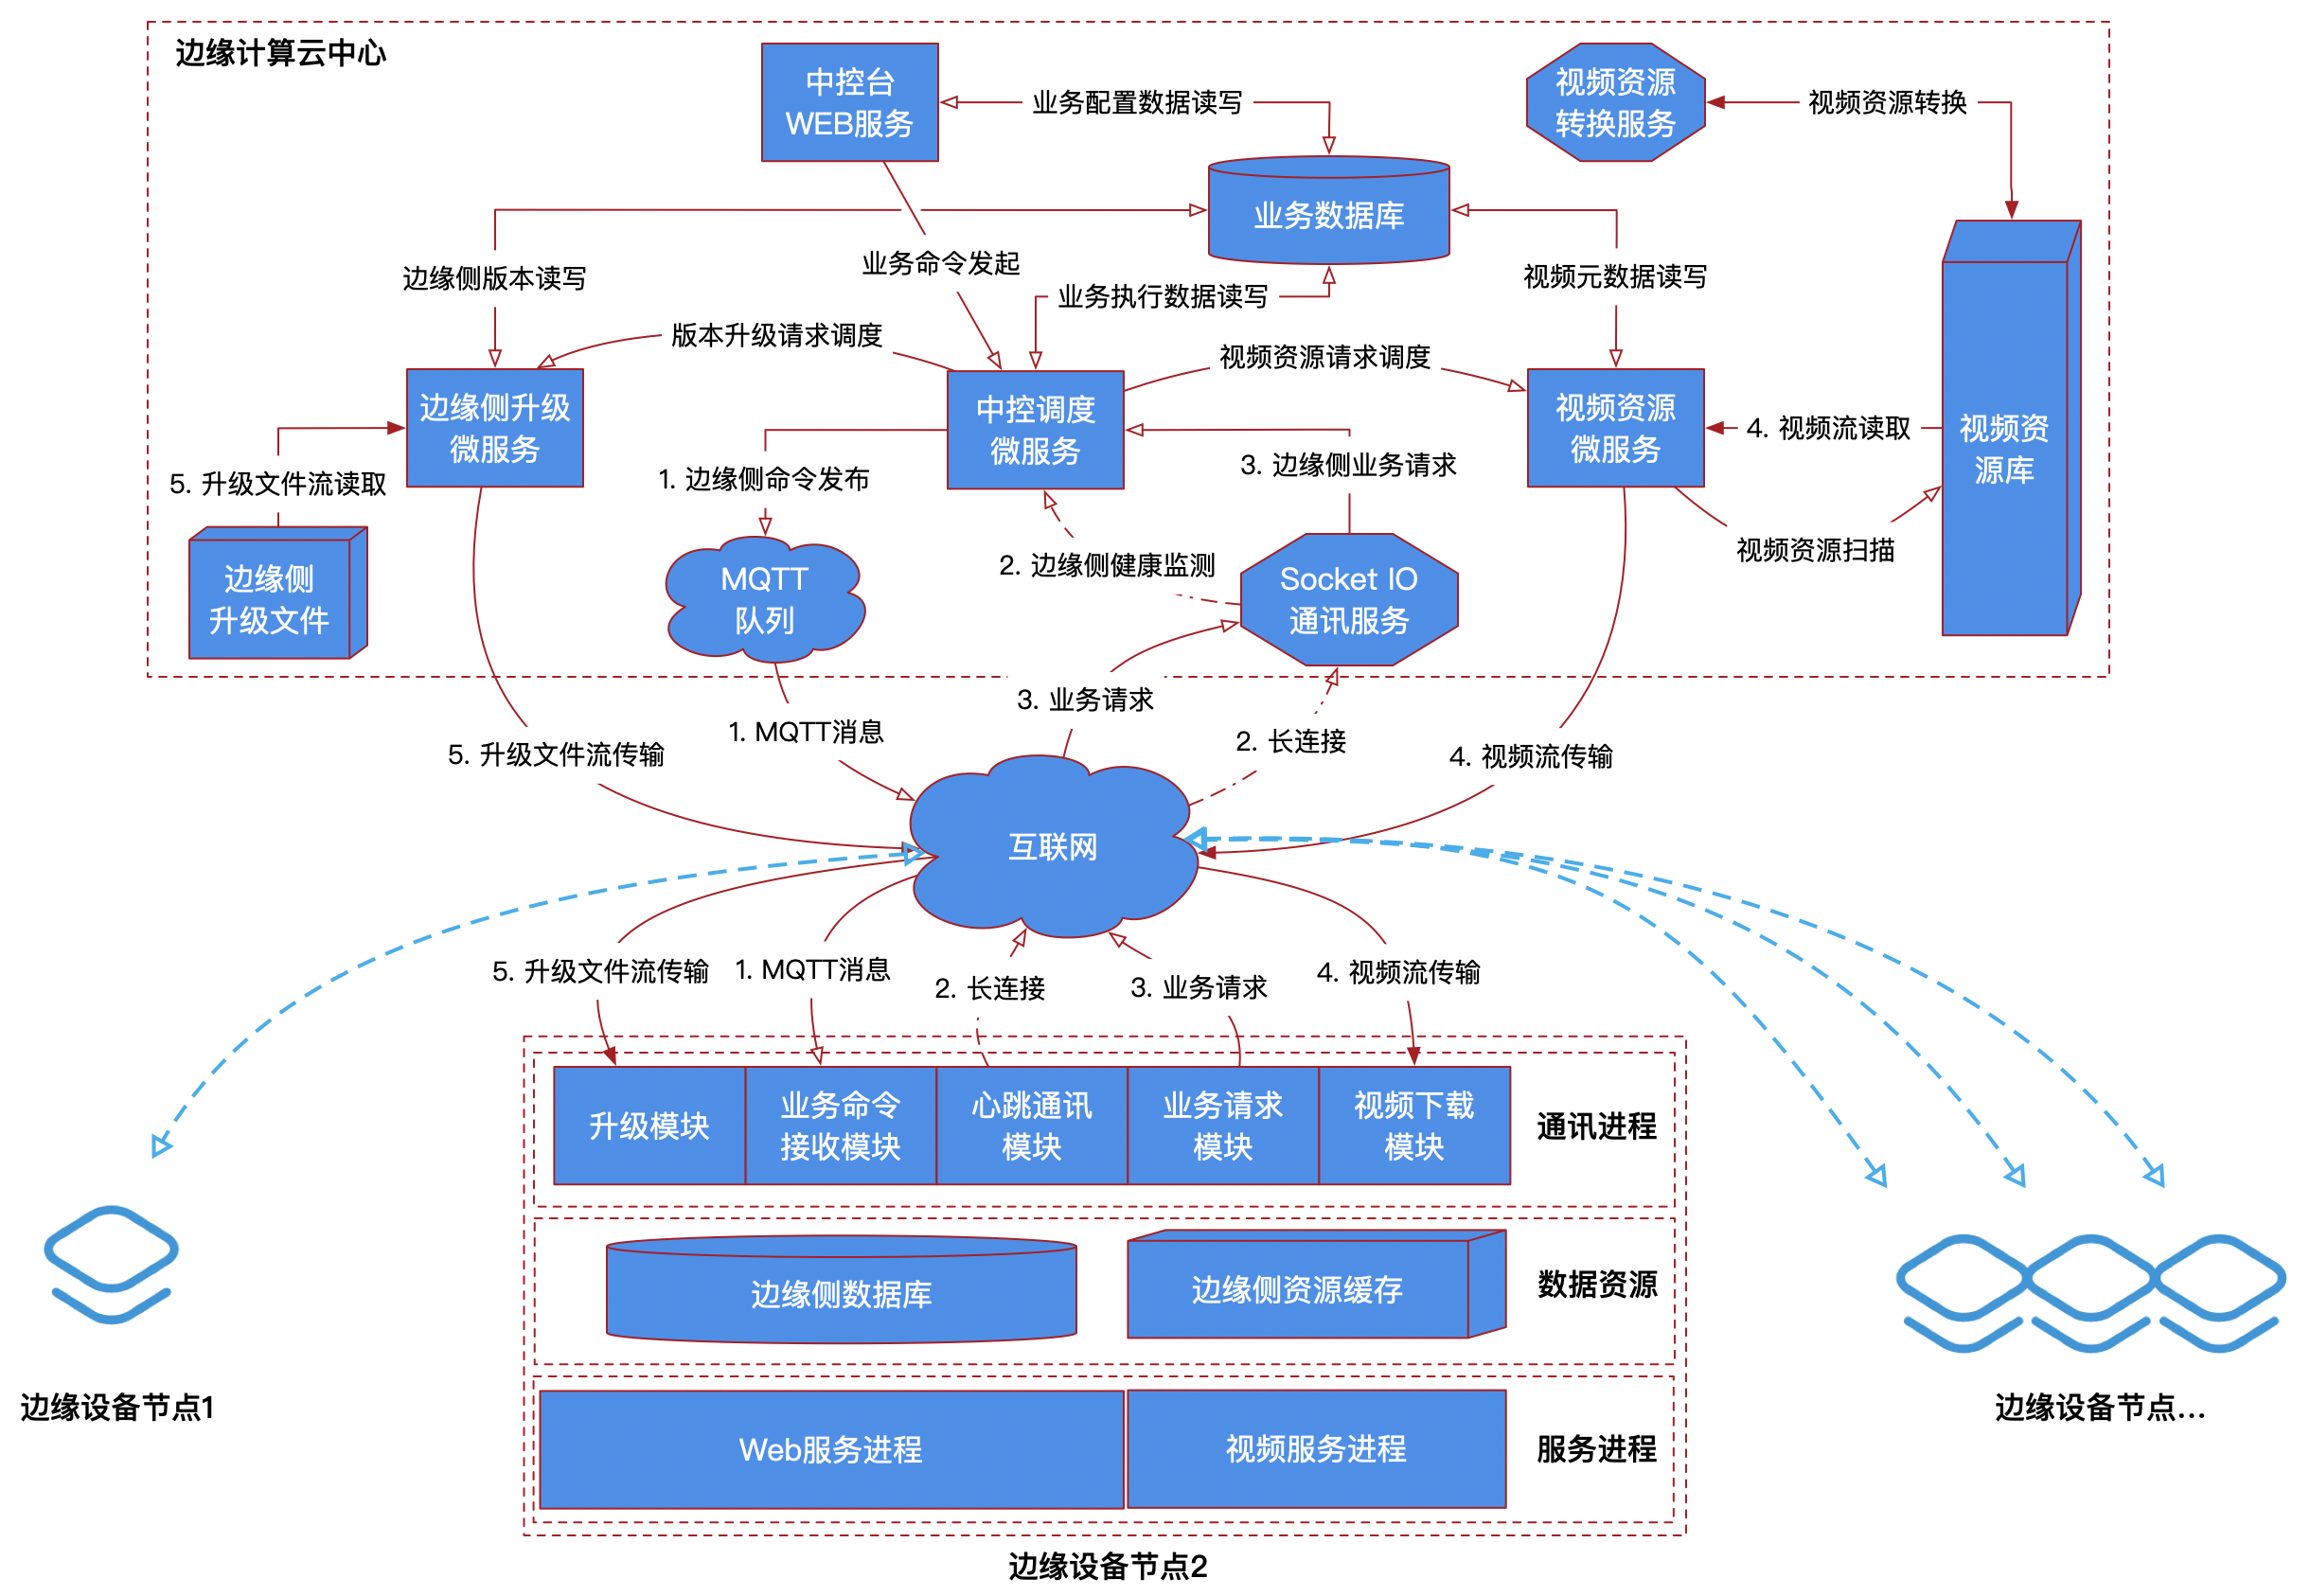 边缘计算云中心
中控台
WEB服务
业务配置数据读写
视频资源
转换服务
视频资源转换
业务数据库
边缘侧版本读写
业务命令发起
业务执行数据读写
视频元数据读写
版本升级请求调度
视频资源请求调度
边缘侧升级
微服务
中控调度
微服务
视频资源
微服务
4. 视频流读取
视频资
源库
5. 升级文件流读取
1. 边缘侧命令发布
3. 边缘侧业务请求
2. 边缘侧健康监测
视频资源扫描
边缘侧
升级文件
MQTT
队列
Socket IO
通讯服务
3. 业务请求
1. MQTT消息
2. 长连接
5. 升级文件流传输
4. 视频流传输
互联网
5. 升级文件流传输
1. MQTT消息
2. 长连接
3. 业务请求
4. 视频流传输
升级模块
业务命令
接收模块
心跳通讯
模块
业务请求
模块
视频下载
模块
通讯进程
边缘侧数据库
边缘侧资源缓存
数据资源
Web服务进程
视频服务进程
服务进程
边缘设备节点1
边缘设备节点...
边缘设备节点2